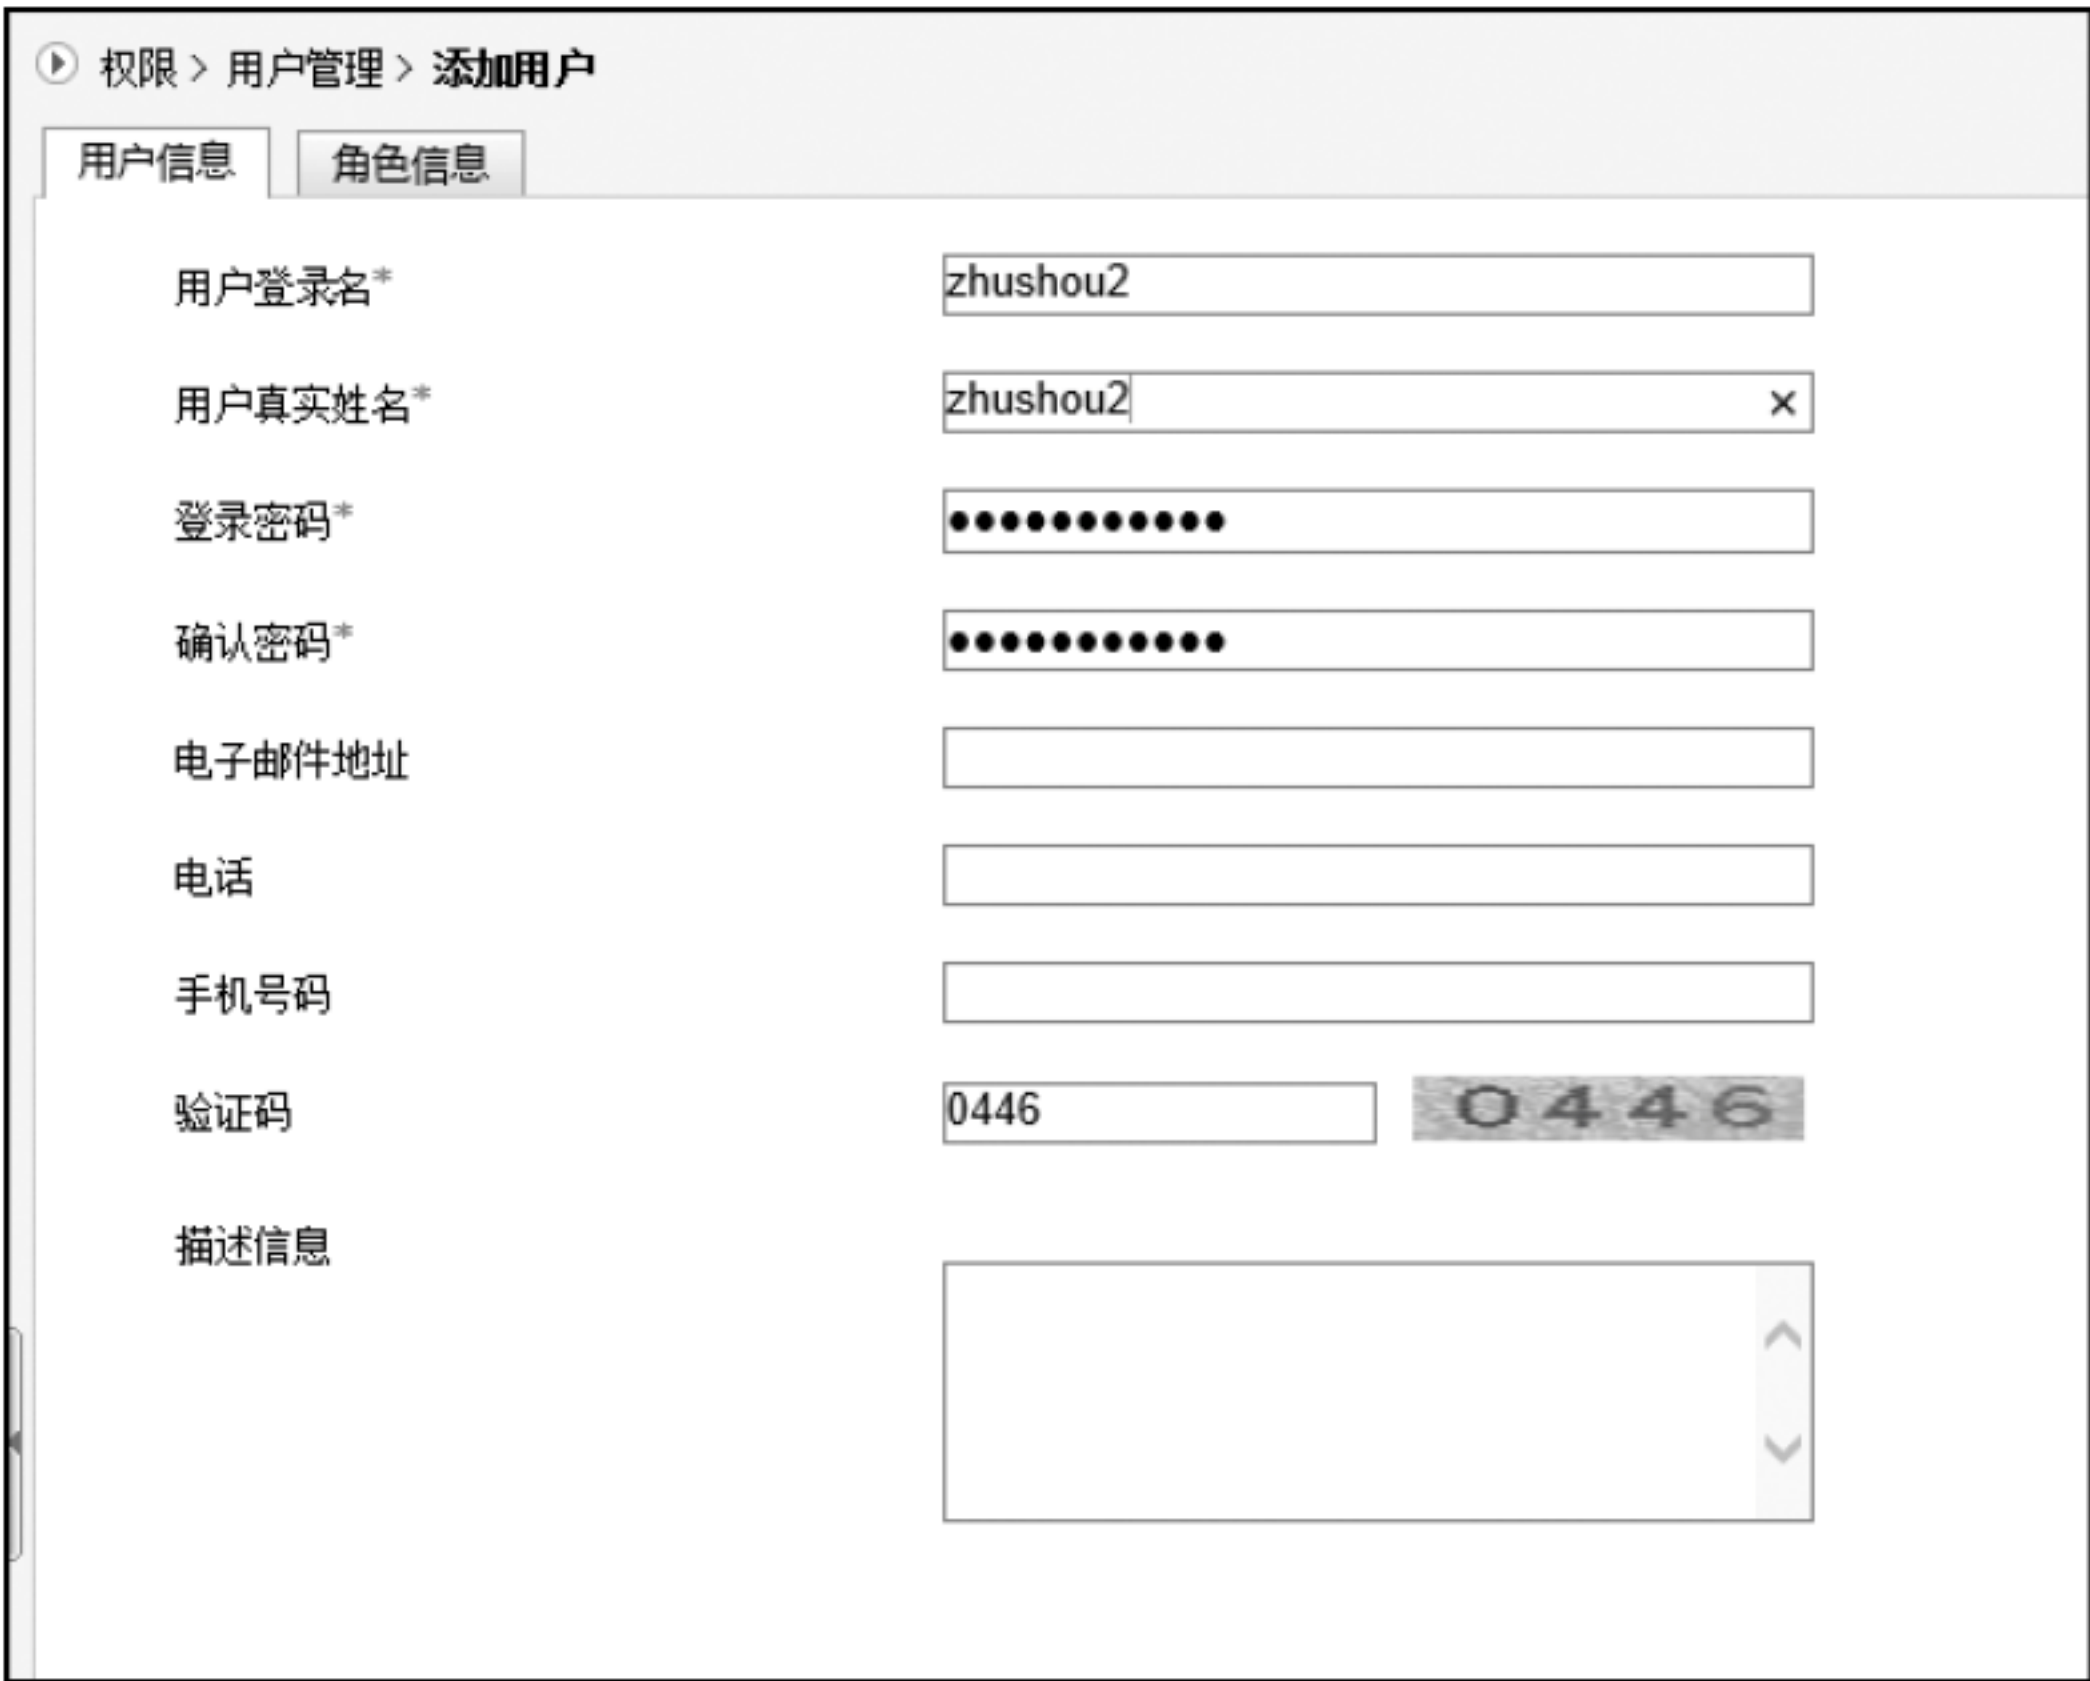 权限 > 用户管理 > 添加用户
用户信息 角色信息
用户登录名* zhushou2
用户真实姓名* zhushou2 ×
登录密码* ●●●●●●●●●●●
确认密码* ●●●●●●●●●●●
电子邮件地址
电话
手机号码
验证码 0446 0446
描述信息